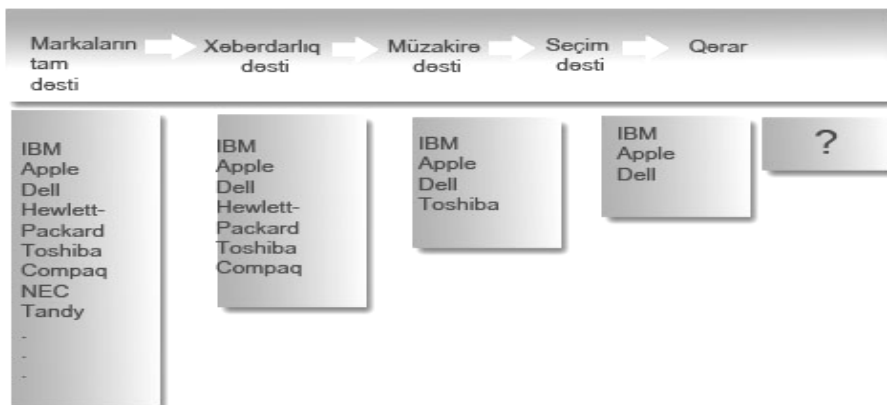 Markaların
tam
dəsti
Xəbərdarlıq
dəsti
Müzakirə
dəsti
Seçim
dəsti
Qərar
IBM
Apple
Dell
Hewlett-
Packard
Toshiba
Compaq
NEC
Tandy
.
.
.
IBM
Apple
Dell
Hewlett-
Packard
Toshiba
Compaq
IBM
Apple
Dell
Toshiba
IBM
Apple
Dell
?